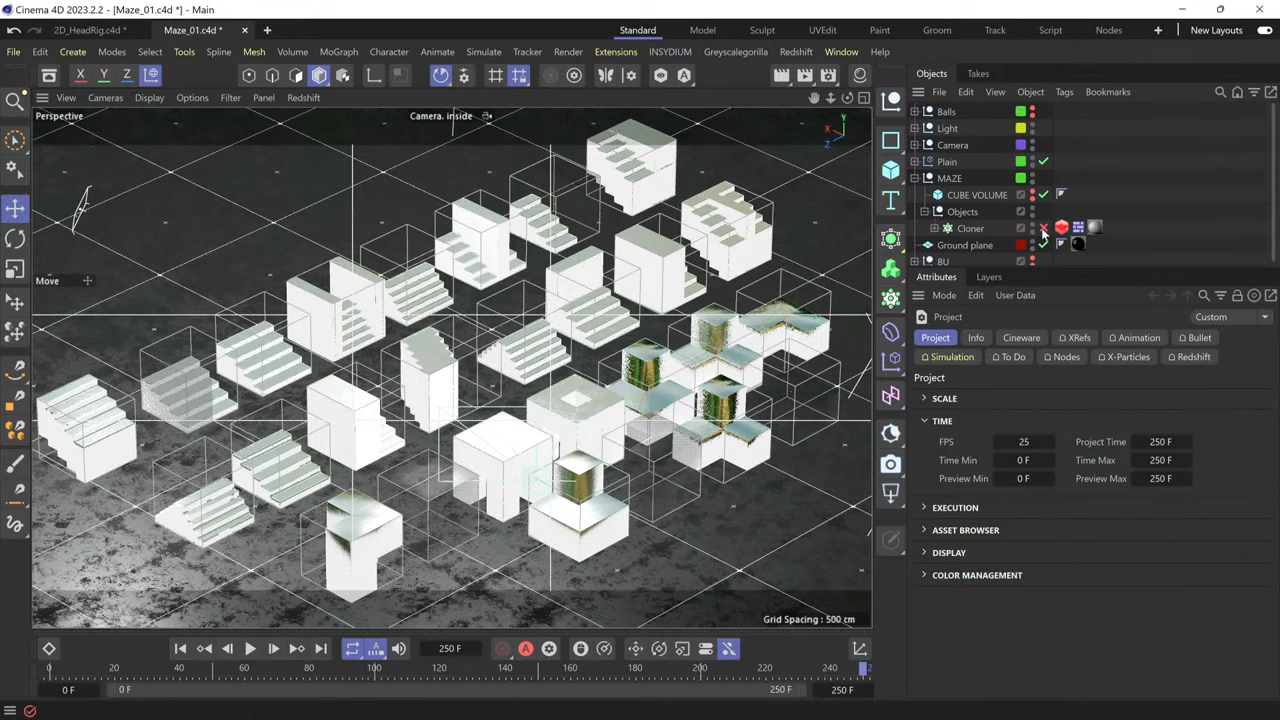 Cinema 4D 2023.2.2 - [Maze_01.c4d *] - Main
2D_HeadRig.c4d * Maze_01.c4d * Standard Model Sculpt UVEdit Paint Groom Track Script Nodes New Layouts
File Edit Create Modes Select Tools Spline Mesh Volume MoGraph Character Animate Simulate Tracker Render Extensions INSYDIUM Greyscalegorilla Redshift Window Help
X Y Z
Objects Takes
View Cameras Display Options Filter Panel Redshift
File Edit View Object Tags Bookmarks
Perspective Camera. inside
Y
X
Z
Balls
Light
Camera
Plain
MAZE
CUBE VOLUME
Objects
Cloner
Ground plane
BU
Move
Attributes Layers
Mode Edit User Data
Project Custom
Project Info Cineware XRefs Animation Bullet
Simulation To Do Nodes X-Particles Redshift
Project
SCALE
TIME
FPS 25 Project Time 250 F
Time Min 0 F Time Max 250 F
Preview Min 0 F Preview Max 250 F
EXECUTION
ASSET BROWSER
DISPLAY
COLOR MANAGEMENT
Grid Spacing : 500 cm
250 F
0 20 40 60 80 100 120 140 160 180 200 220 240 2
0 F 0 F 250 F 250 F